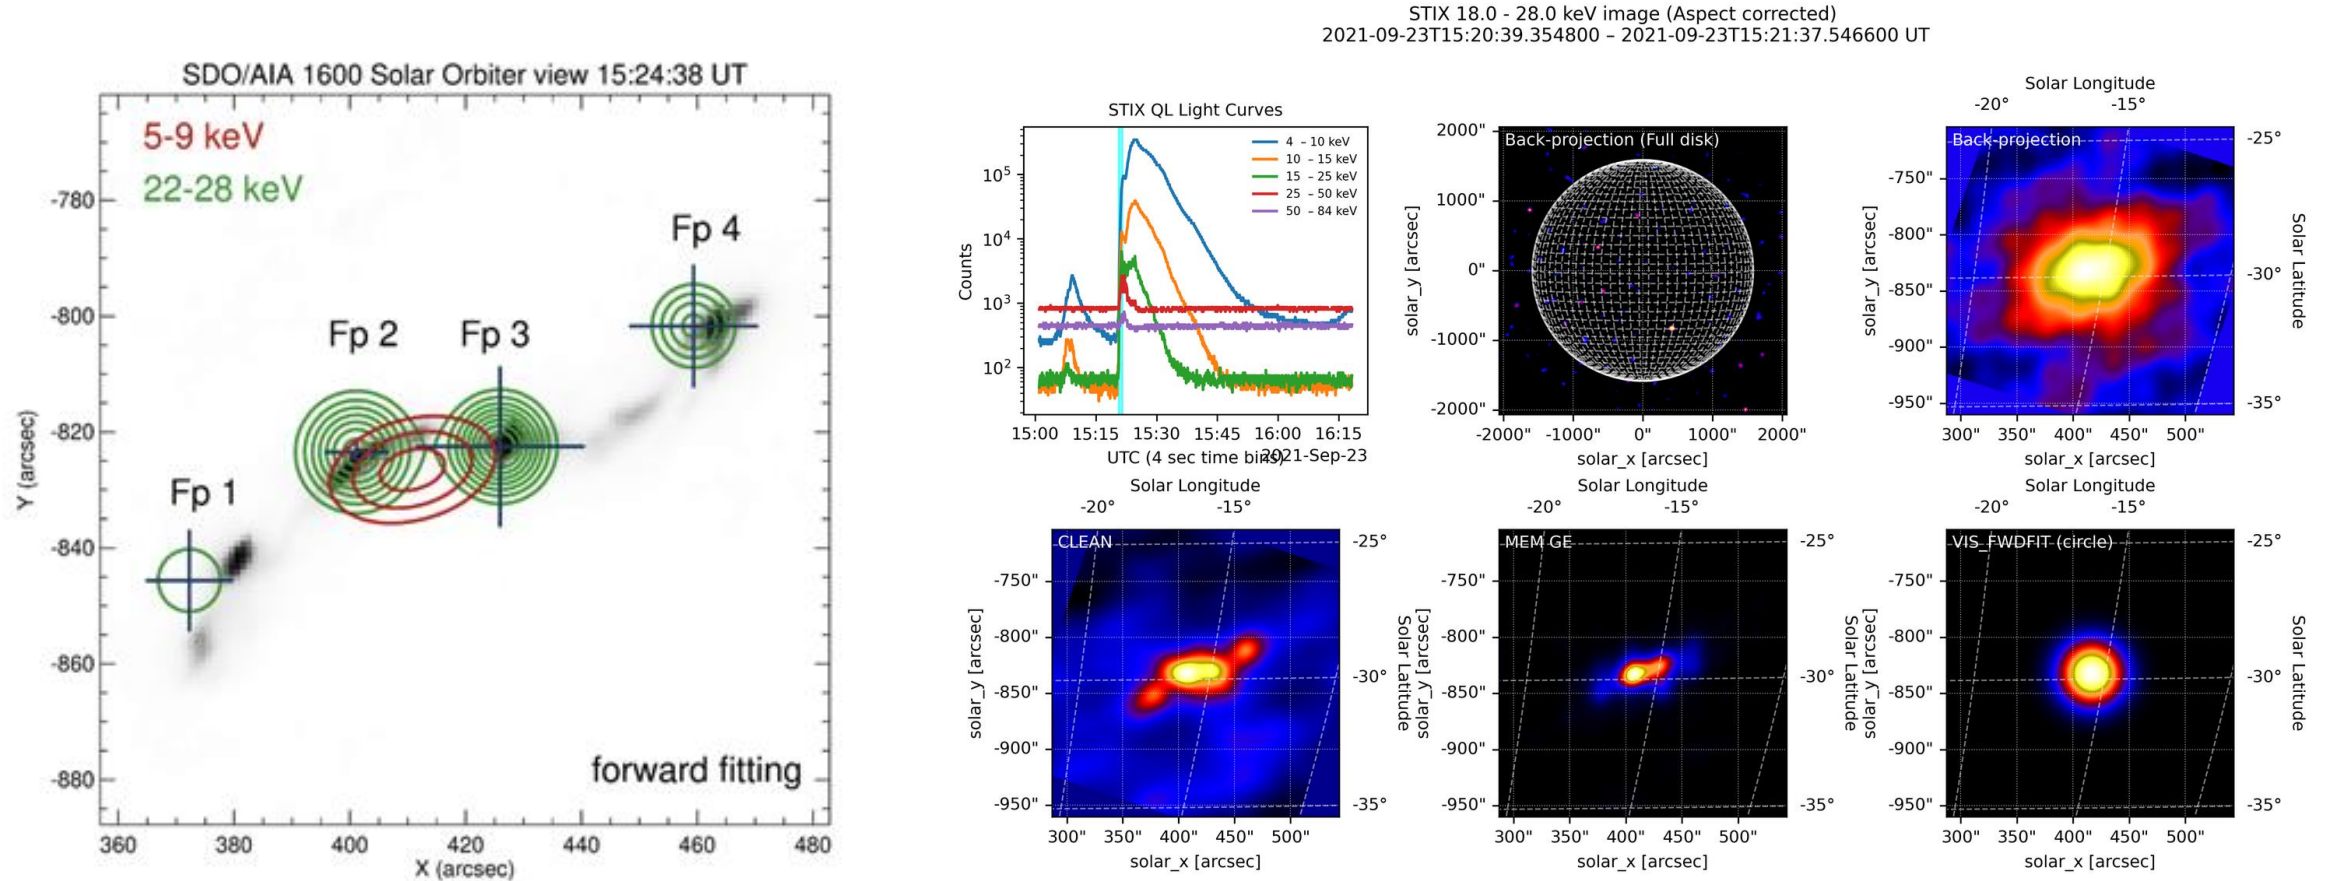 SDO/AIA 1600 Solar Orbiter view 15:24:38 UT
5-9 keV
22-28 keV
Fp 4
Fp 2
Fp 3
Fp 1
forward fitting
-780
-800
-820
-840
-860
-880
Y (arcsec)
360 380 400 420 440 460 480
X (arcsec)
STIX 18.0 - 28.0 keV image (Aspect corrected)
2021-09-23T15:20:39.354800 – 2021-09-23T15:21:37.546600 UT
STIX QL Light Curves
4 – 10 keV
10 – 15 keV
15 – 25 keV
25 – 50 keV
50 – 84 keV
10⁵
10⁴
10³
10²
Counts
15:00 15:15 15:30 15:45 16:00 16:15
UTC (4 sec time bins)
2021-Sep-23
Back-projection (Full disk)
2000"
1000"
0"
-1000"
-2000"
solar_y [arcsec]
-2000" -1000" 0" 1000" 2000"
solar_x [arcsec]
Solar Longitude
-20° -15°
Back-projection
-750"
-800"
-850"
-900"
-950"
solar_y [arcsec]
-25°
-30°
-35°
Solar Latitude
300" 350" 400" 450" 500"
solar_x [arcsec]
Solar Longitude
-20° -15°
CLEAN
-750"
-800"
-850"
-900"
-950"
solar_y [arcsec]
-25°
-30°
-35°
Solar Latitude
300" 350" 400" 450" 500"
solar_x [arcsec]
Solar Longitude
-20° -15°
MEM GE
-750"
-800"
-850"
-900"
-950"
solar_y [arcsec]
-25°
-30°
-35°
Solar Latitude
300" 350" 400" 450" 500"
solar_x [arcsec]
Solar Longitude
-20° -15°
VIS_FWDFIT (circle)
-750"
-800"
-850"
-900"
-950"
solar_y [arcsec]
-25°
-30°
-35°
Solar Latitude
300" 350" 400" 450" 500"
solar_x [arcsec]